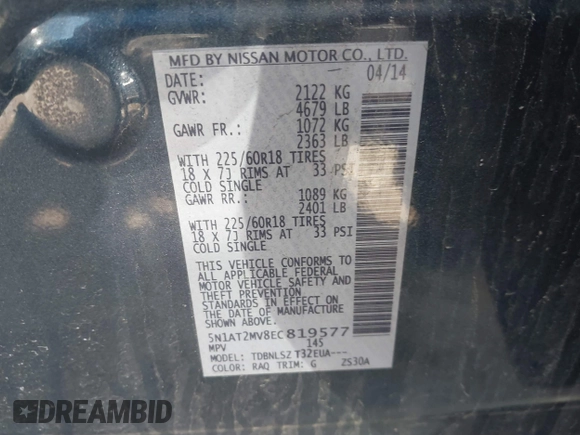 MFD BY NISSAN MOTOR CO., LTD.
DATE: 04/14
GVWR: 2122 KG
4679 LB
GAWR FR.: 1072 KG
2363 LB
WITH 225/60R18 TIRES
18 X 7J RIMS AT 33 PSI
COLD SINGLE
GAWR RR.: 1089 KG
2401 LB
WITH 225/60R18 TIRES
18 X 7J RIMS AT 33 PSI
COLD SINGLE
THIS VEHICLE CONFORMS TO
ALL APPLICABLE FEDERAL
MOTOR VEHICLE SAFETY AND
THEFT PREVENTION
STANDARDS IN EFFECT ON
THE DATE OF MANUFACTURE
SHOWN ABOVE.
5N1AT2MV8EC819577
MPV 145
MODEL: TDBNLSZ T32EUA---
COLOR: RAQ TRIM: G ZS30A
DREAMBID